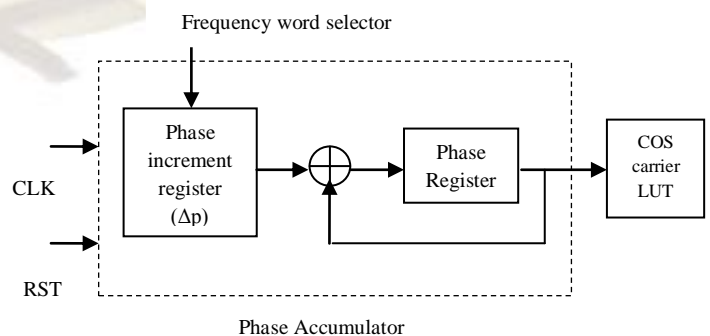 Frequency word selector
Phase
increment
register
(Δp)
Phase
Register
COS
carrier
LUT
CLK
RST
Phase Accumulator